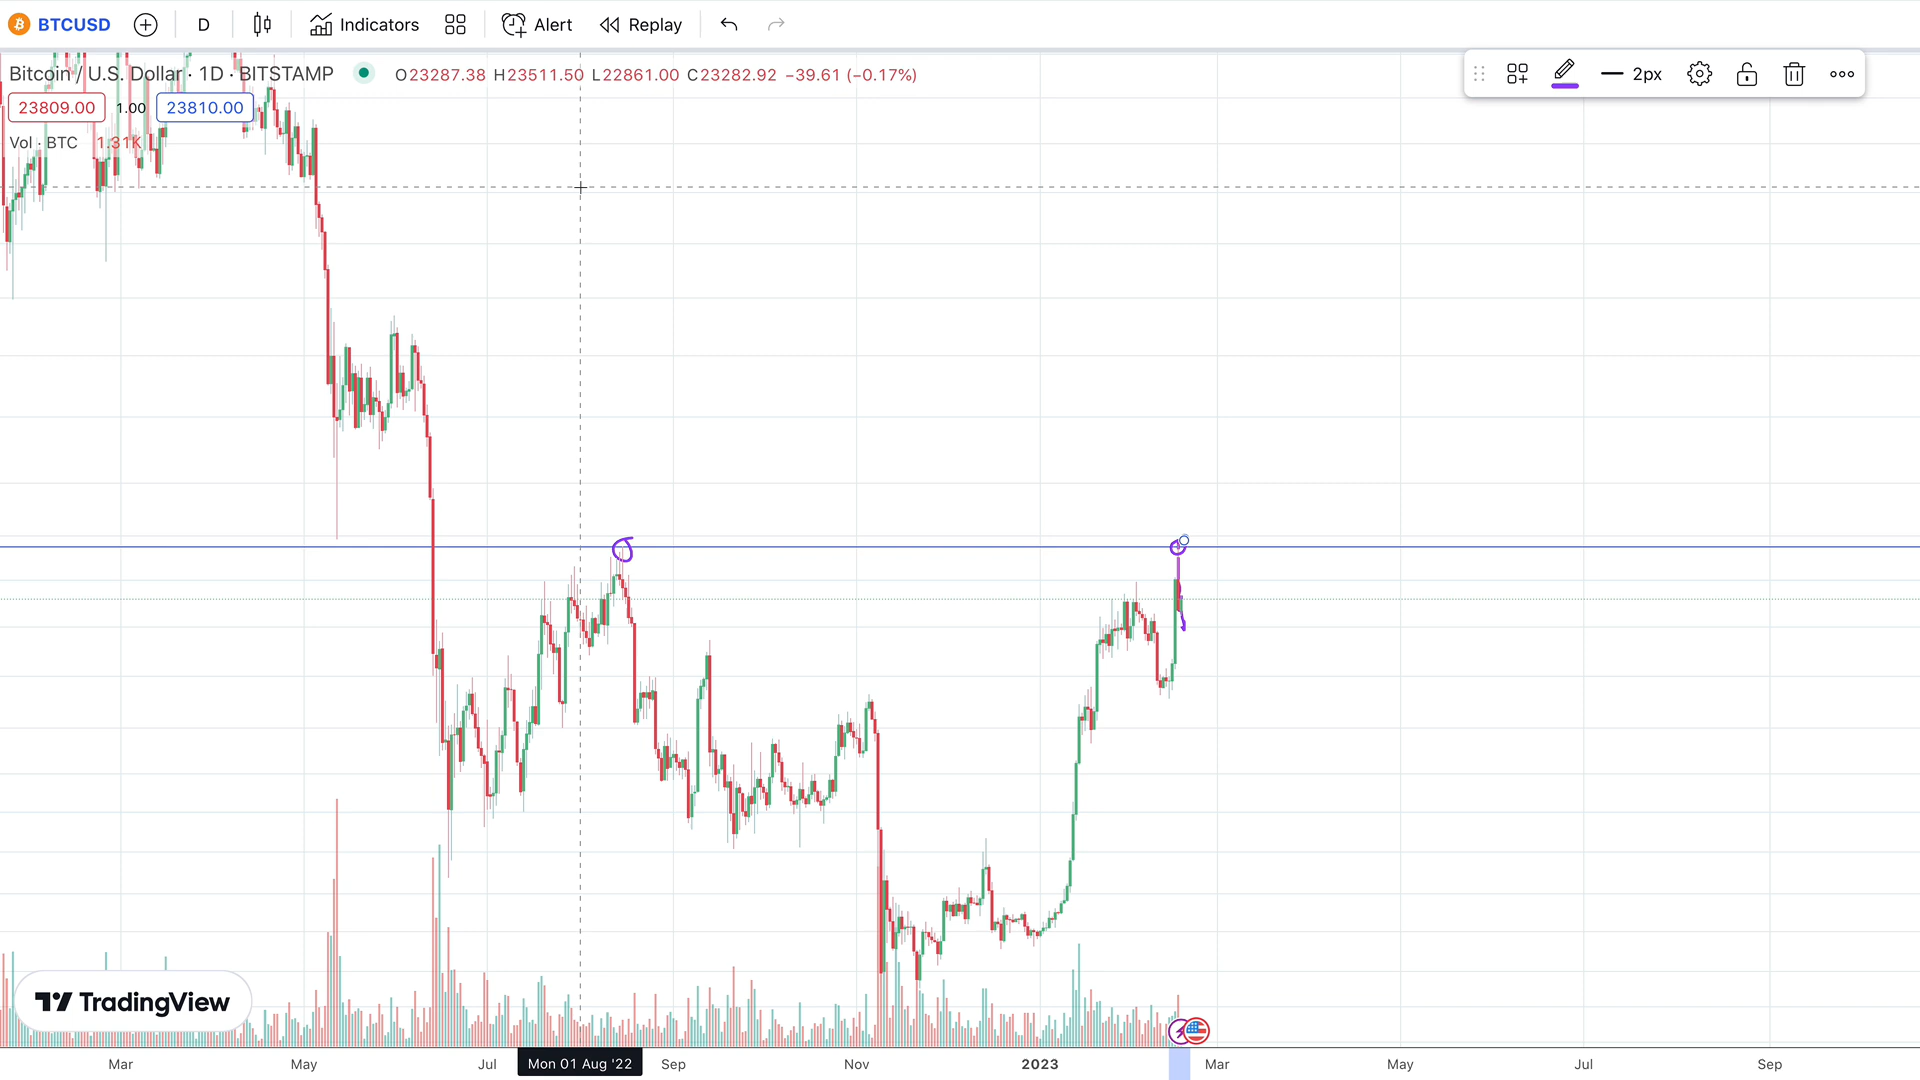 BTCUSD D Indicators Alert Replay
Bitcoin / U.S. Dollar · 1D · BITSTAMP O23287.38 H23511.50 L22861.00 C23282.92 −39.61 (−0.17%)
2px
23809.00 1.00 23810.00
Vol · BTC 1.31K
TradingView
Mar May Jul Mon 01 Aug '22 Sep Nov 2023 Mar May Jul Sep